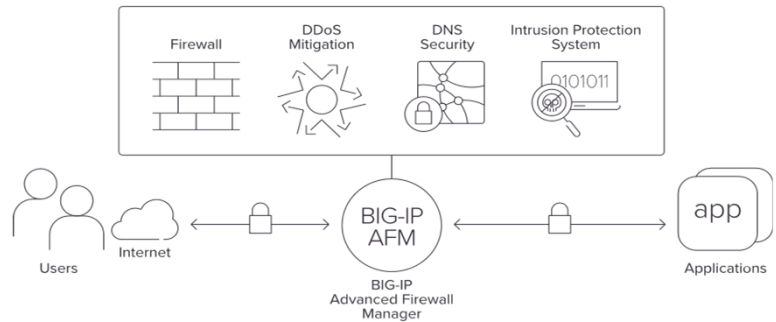 Firewall
DDoS
Mitigation
DNS
Security
Intrusion Protection
System
0101011
Users
Internet
BIG-IP
AFM
BIG-IP
Advanced Firewall
Manager
app
Applications